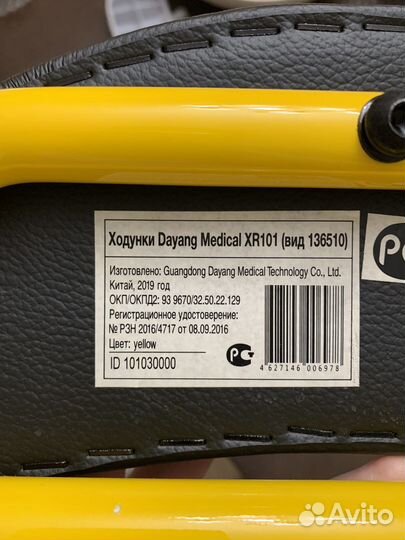 Ходунки Dayang Medical XR101 (вид 136510)
Изготовлено: Guangdong Dayang Medical Technology Co., Ltd.
Китай, 2019 год
ОКП/ОКПД2: 93 9670/32.50.22.129
Регистрационное удостоверение:
№ РЗН 2016/4717 от 08.09.2016
Цвет: yellow
ID 101030000
4 627146 006978
Avito